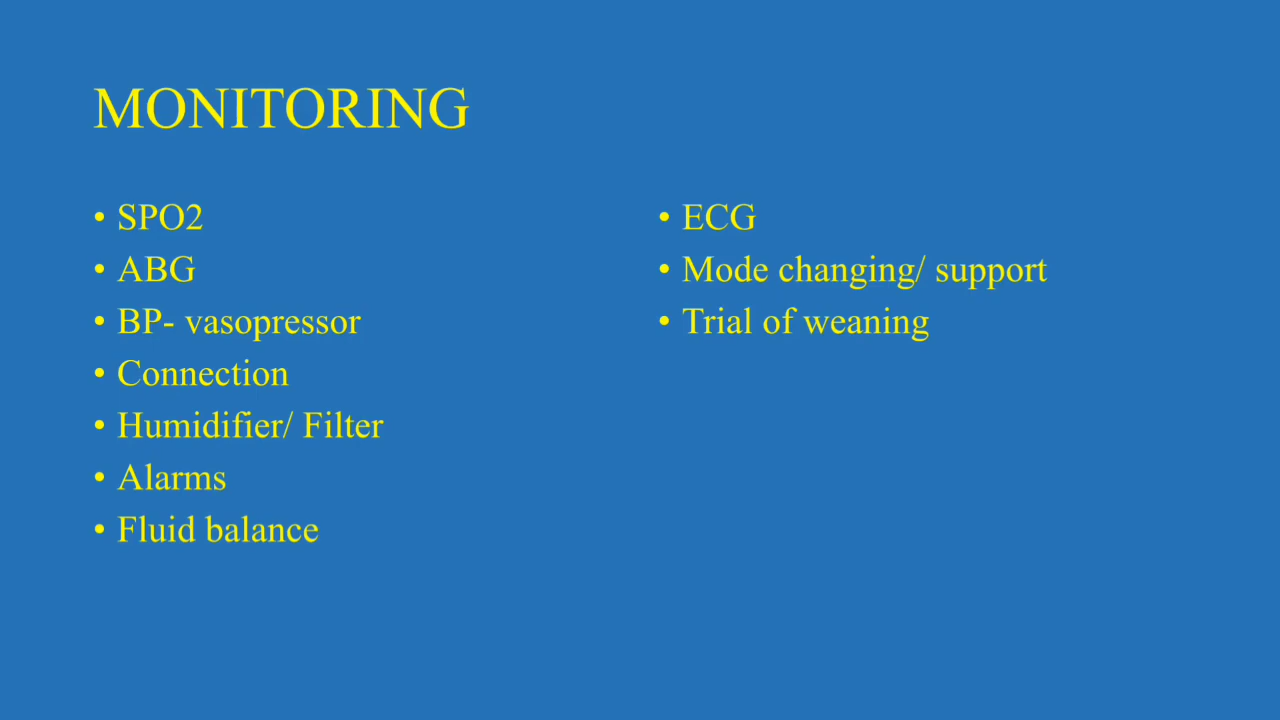 MONITORING
• SPO2
• ABG
• BP- vasopressor
• Connection
• Humidifier/ Filter
• Alarms
• Fluid balance
• ECG
• Mode changing/ support
• Trial of weaning